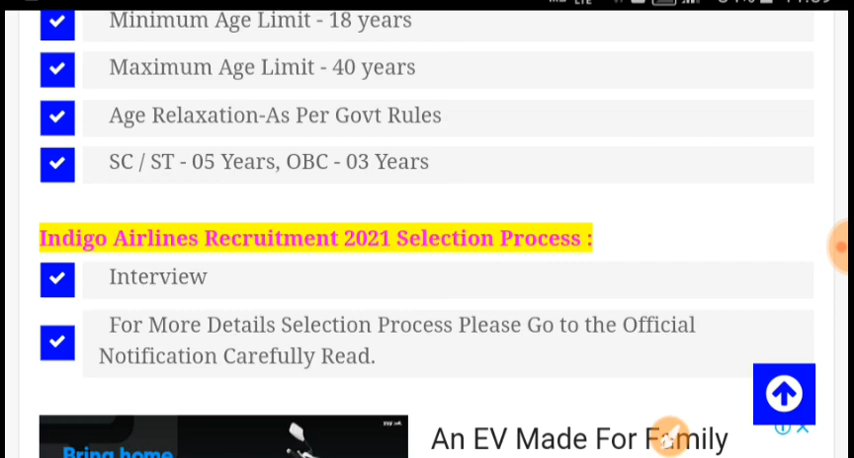 Minimum Age Limit - 18 years
Maximum Age Limit - 40 years
Age Relaxation-As Per Govt Rules
SC / ST - 05 Years, OBC - 03 Years
Indigo Airlines Recruitment 2021 Selection Process :
Interview
For More Details Selection Process Please Go to the Official
Notification Carefully Read.
An EV Made For Family
Bring home